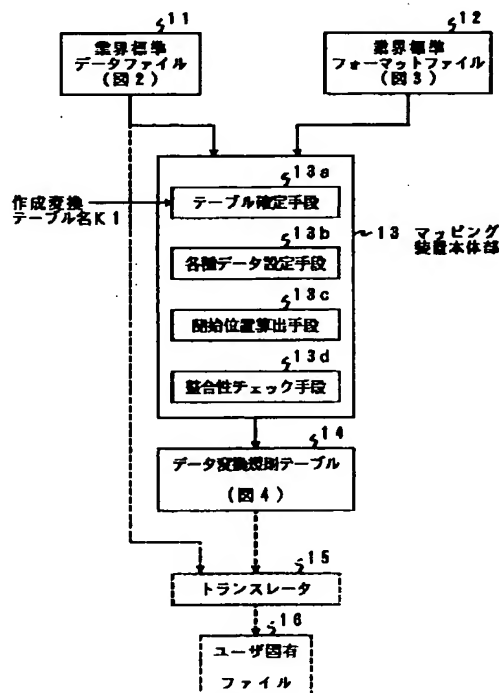 11
業界標準
データファイル
(図2)
12
業界標準
フォーマットファイル
(図3)
作成変換
テーブル名K1
13a
テーブル確定手段
13b
各種データ設定手段
13c
開始位置算出手段
13d
整合性チェック手段
13 マッピング
装置本体部
14
データ変換規則テーブル
(図4)
15
トランスレータ
16
ユーザ固有
ファイル